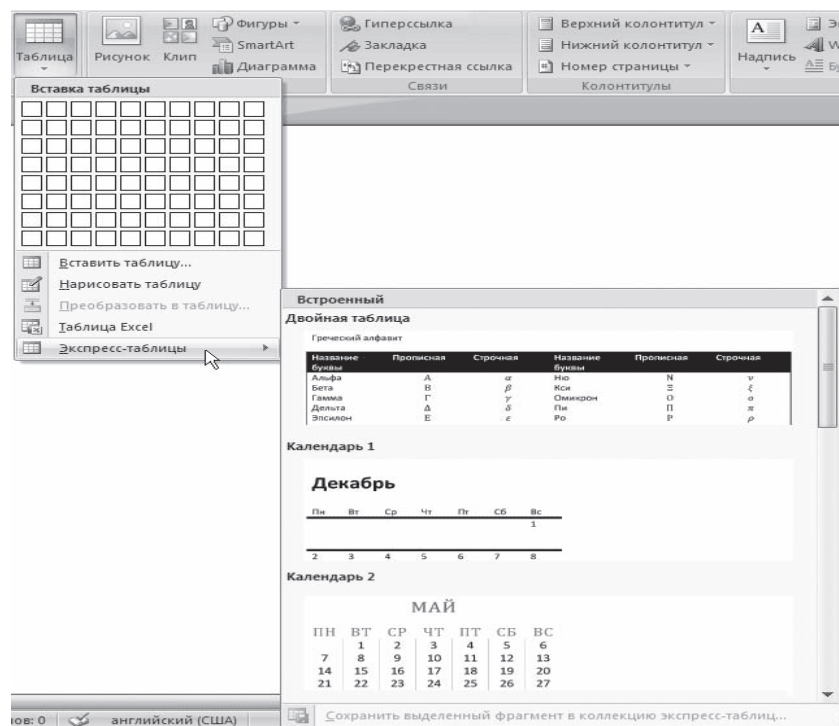 Таблица
Рисунок
Клип
Фигуры
SmartArt
Диаграмма
Гиперссылка
Закладка
Перекрестная ссылка
Связи
Верхний колонтитул
Нижний колонтитул
Номер страницы
Колонтитулы
A
Надпись
Вставка таблицы
Вставить таблицу...
Нарисовать таблицу
Преобразовать в таблицу...
Таблица Excel
Экспресс-таблицы
Встроенный
Двойная таблица
Греческий алфавит
Название буквы Прописная Строчная Название буквы Прописная Строчная
Альфа Α α Ню Ν ν
Бета Β β Кси Ξ ξ
Гамма Γ γ Омикрон Ο ο
Дельта Δ δ Пи Π π
Эпсилон Ε ε Ро Ρ ρ
Календарь 1
Декабрь
Пн Вт Ср Чт Пт Сб Вс
1
2 3 4 5 6 7 8
Календарь 2
МАЙ
ПН ВТ СР ЧТ ПТ СБ ВС
1 2 3 4 5 6
7 8 9 10 11 12 13
14 15 16 17 18 19 20
21 22 23 24 25 26 27
Сохранить выделенный фрагмент в коллекцию экспресс-таблиц...
ов: 0 английский (США)